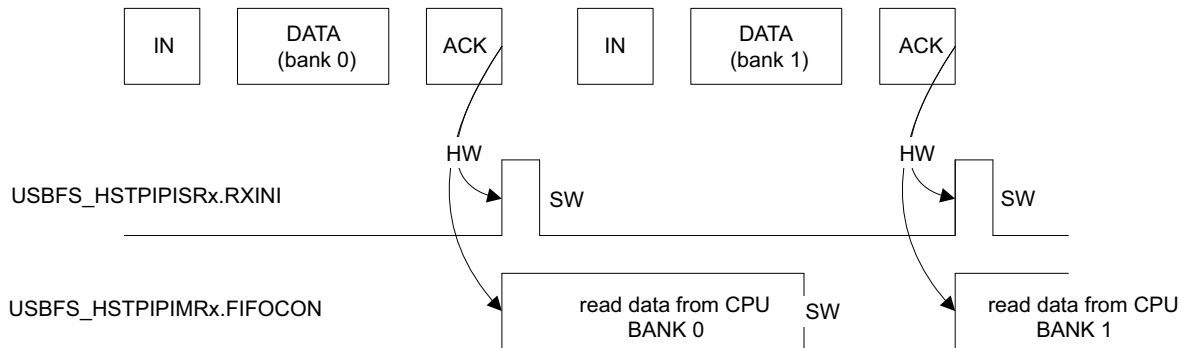 IN
DATA
(bank 0)
ACK
IN
DATA
(bank 1)
ACK
HW
HW
USBFS_HSTPIPISRx.RXINI
SW
SW
USBFS_HSTPIPIMRx.FIFOCON
read data from CPU
BANK 0
SW
read data from CPU
BANK 1